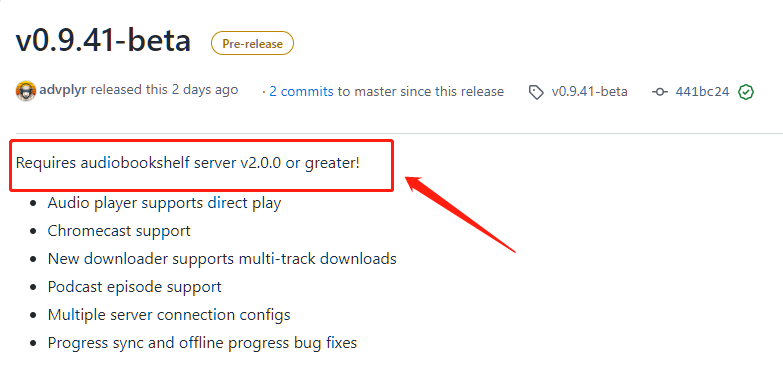 v0.9.41-beta Pre-release
advplyr released this 2 days ago · 2 commits to master since this release v0.9.41-beta 441bc24
Requires audiobookshelf server v2.0.0 or greater!
• Audio player supports direct play
• Chromecast support
• New downloader supports multi-track downloads
• Podcast episode support
• Multiple server connection configs
• Progress sync and offline progress bug fixes